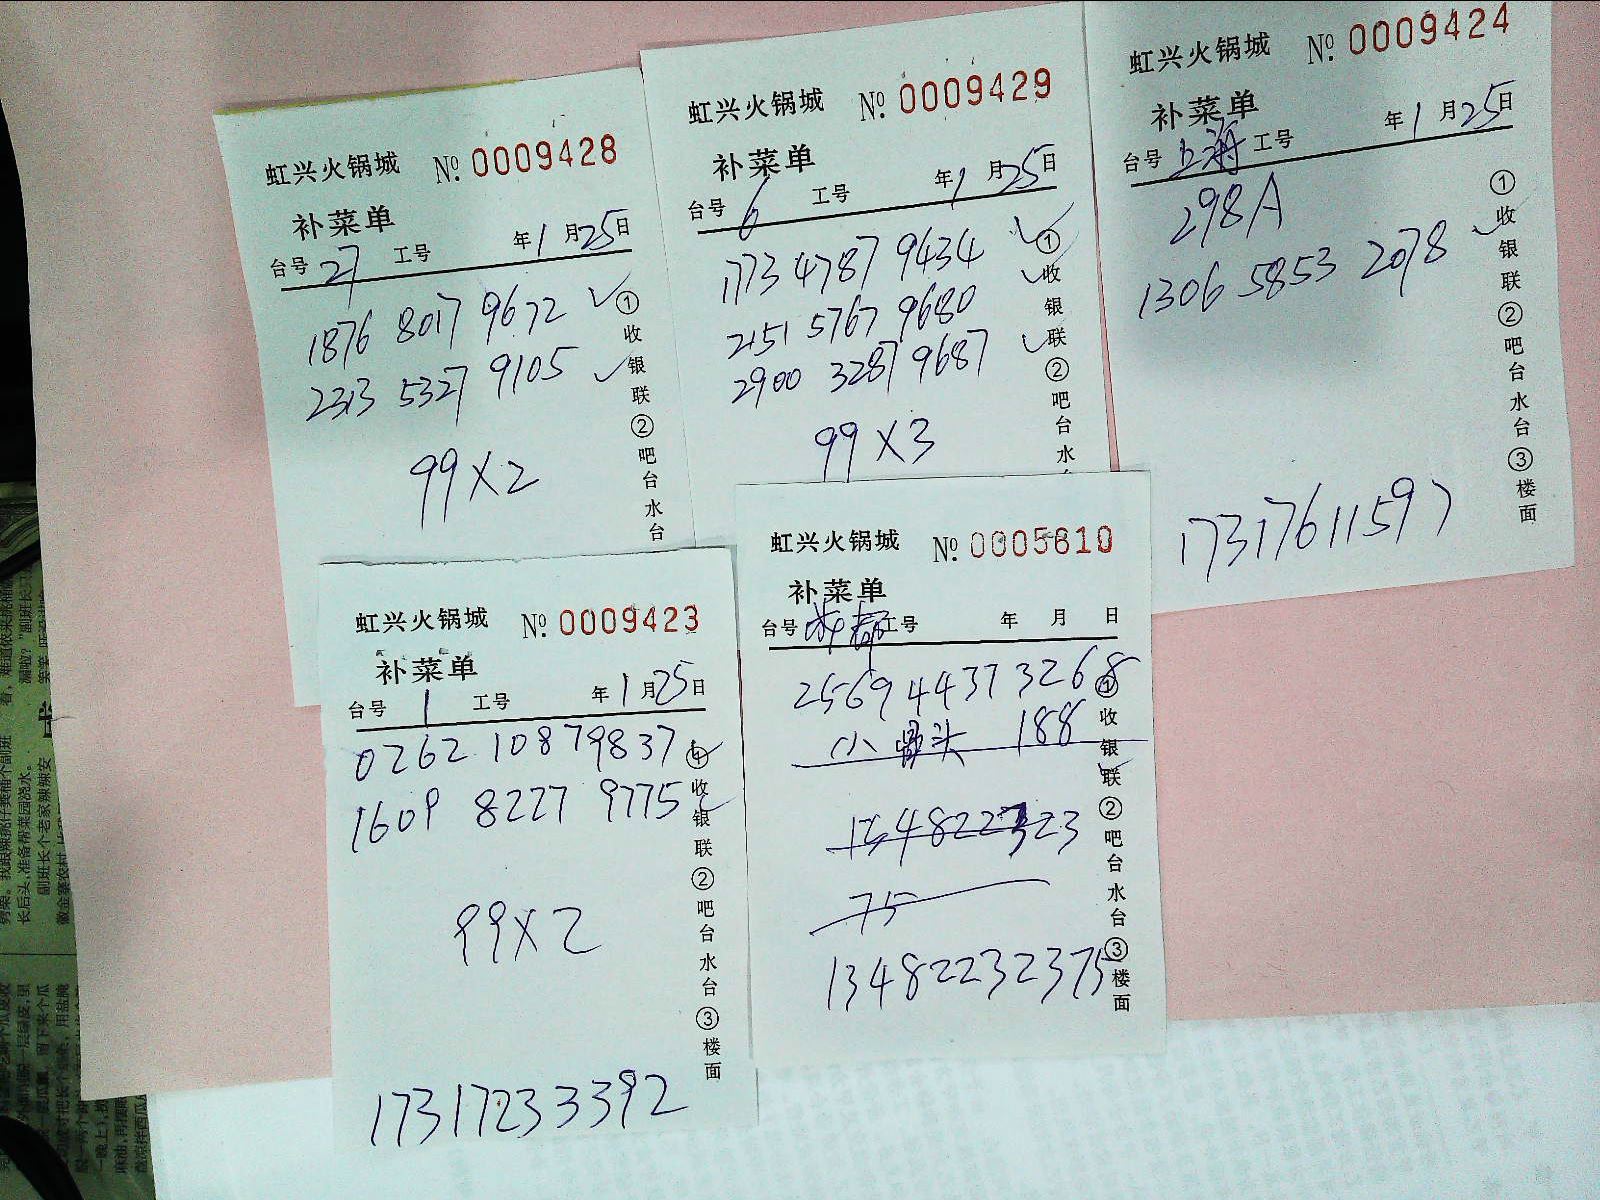 虹兴火锅城 No. 0009428
补菜单
台号 27 工号 年 1 月 25 日
1876 8017 9672
2313 5327 9105
99×2
①收银联②吧台水台
虹兴火锅城 No. 0009429
补菜单
台号 6 工号 年 1 月 25 日
1773 4787 9434
2151 5767 9680
2900 3287 9687
99×3
①收银联②吧台水
虹兴火锅城 No. 0009424
补菜单
台号 上海 工号 年 1 月 25 日
298A
1306 5853 2078
17317611597
①收银联②吧台水台③楼面
虹兴火锅城 No. 0009423
补菜单
台号 1 工号 年 1 月 25 日
0262 1087 9837
1609 8227 9775
99×2
17317233392
①收银联②吧台水台③楼面
虹兴火锅城 No. 0005810
补菜单
台号 成都 工号 年 月 日
2569 4437 3268
小骨头 188
75
13482232375
①收银联②吧台水台③楼面